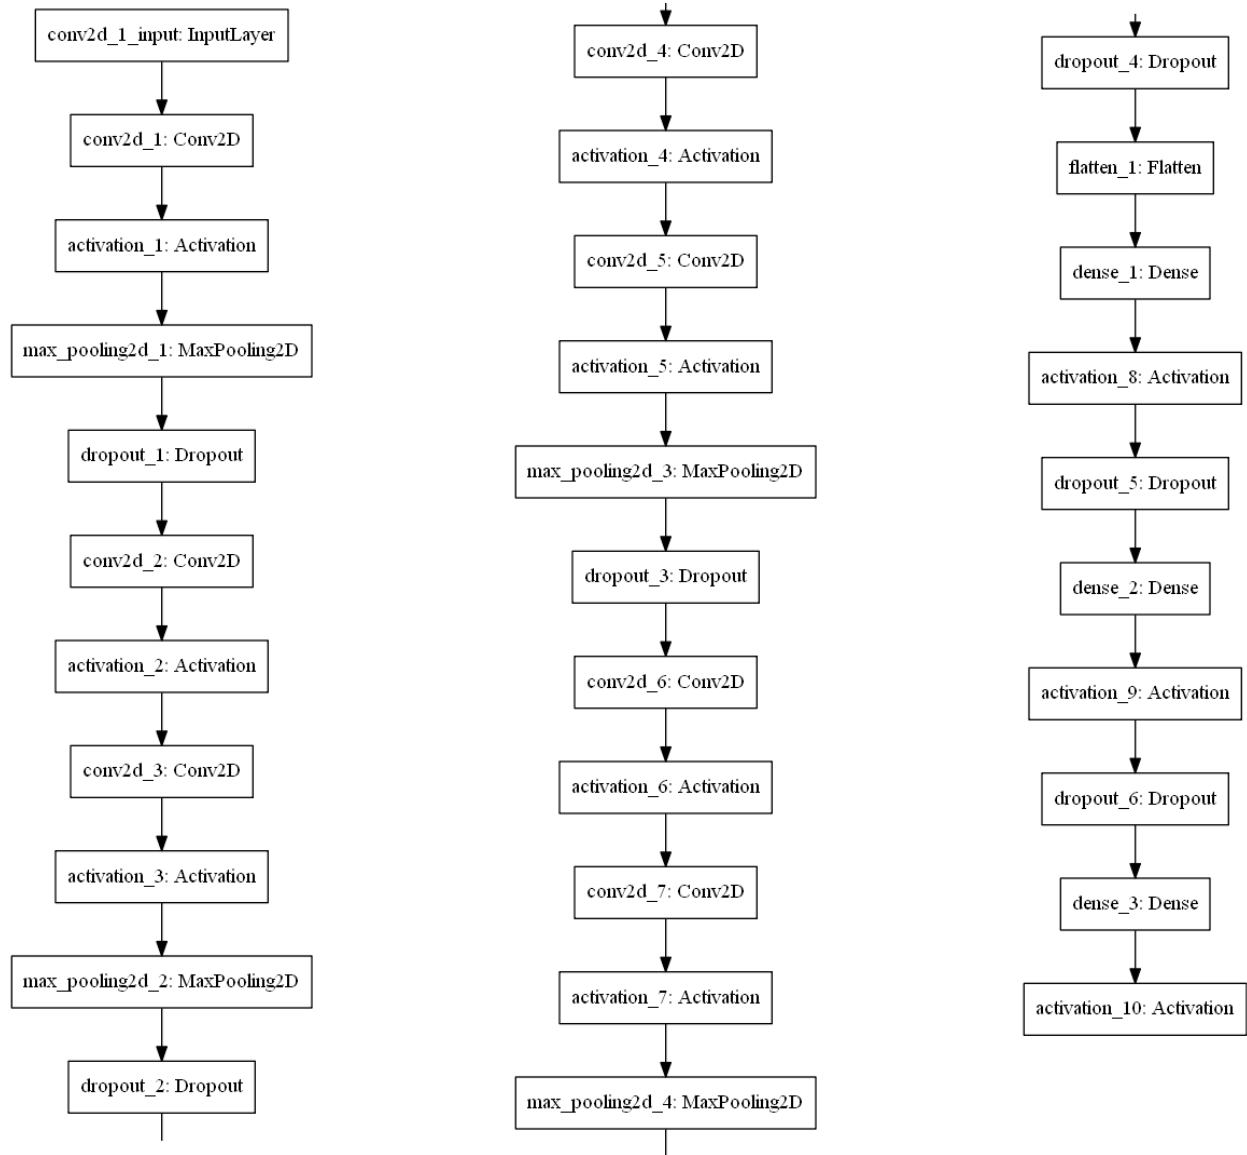 conv2d_1_input: InputLayer
conv2d_1: Conv2D
activation_1: Activation
max_pooling2d_1: MaxPooling2D
dropout_1: Dropout
conv2d_2: Conv2D
activation_2: Activation
conv2d_3: Conv2D
activation_3: Activation
max_pooling2d_2: MaxPooling2D
dropout_2: Dropout
conv2d_4: Conv2D
activation_4: Activation
conv2d_5: Conv2D
activation_5: Activation
max_pooling2d_3: MaxPooling2D
dropout_3: Dropout
conv2d_6: Conv2D
activation_6: Activation
conv2d_7: Conv2D
activation_7: Activation
max_pooling2d_4: MaxPooling2D
dropout_4: Dropout
flatten_1: Flatten
dense_1: Dense
activation_8: Activation
dropout_5: Dropout
dense_2: Dense
activation_9: Activation
dropout_6: Dropout
dense_3: Dense
activation_10: Activation